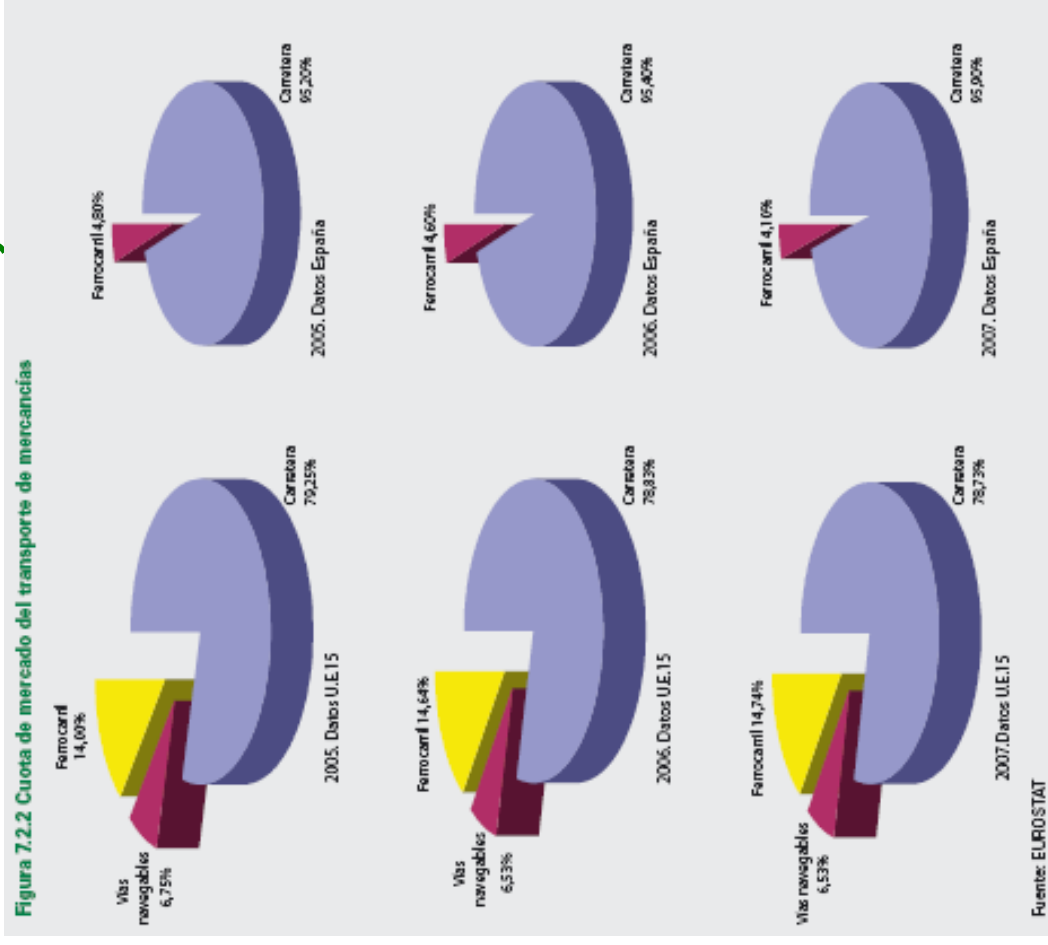 Figura 7.2.2 Cuota de mercado del transporte de mercancías
Ferrocarril
14,00%
Vías
navegables
6,75%
Carretera
79,25%
2005. Datos U.E.15
Ferrocarril 4,80%
Carretera
95,20%
2005. Datos España
Ferrocarril 14,64%
Vías
navegables
6,53%
Carretera
78,83%
2006. Datos U.E.15
Ferrocarril 4,60%
Carretera
95,40%
2006. Datos España
Ferrocarril 14,74%
Vías navegables
6,53%
Carretera
78,73%
2007.Datos U.E.15
Ferrocarril 4,10%
Carretera
95,90%
2007. Datos España
Fuente: EUROSTAT